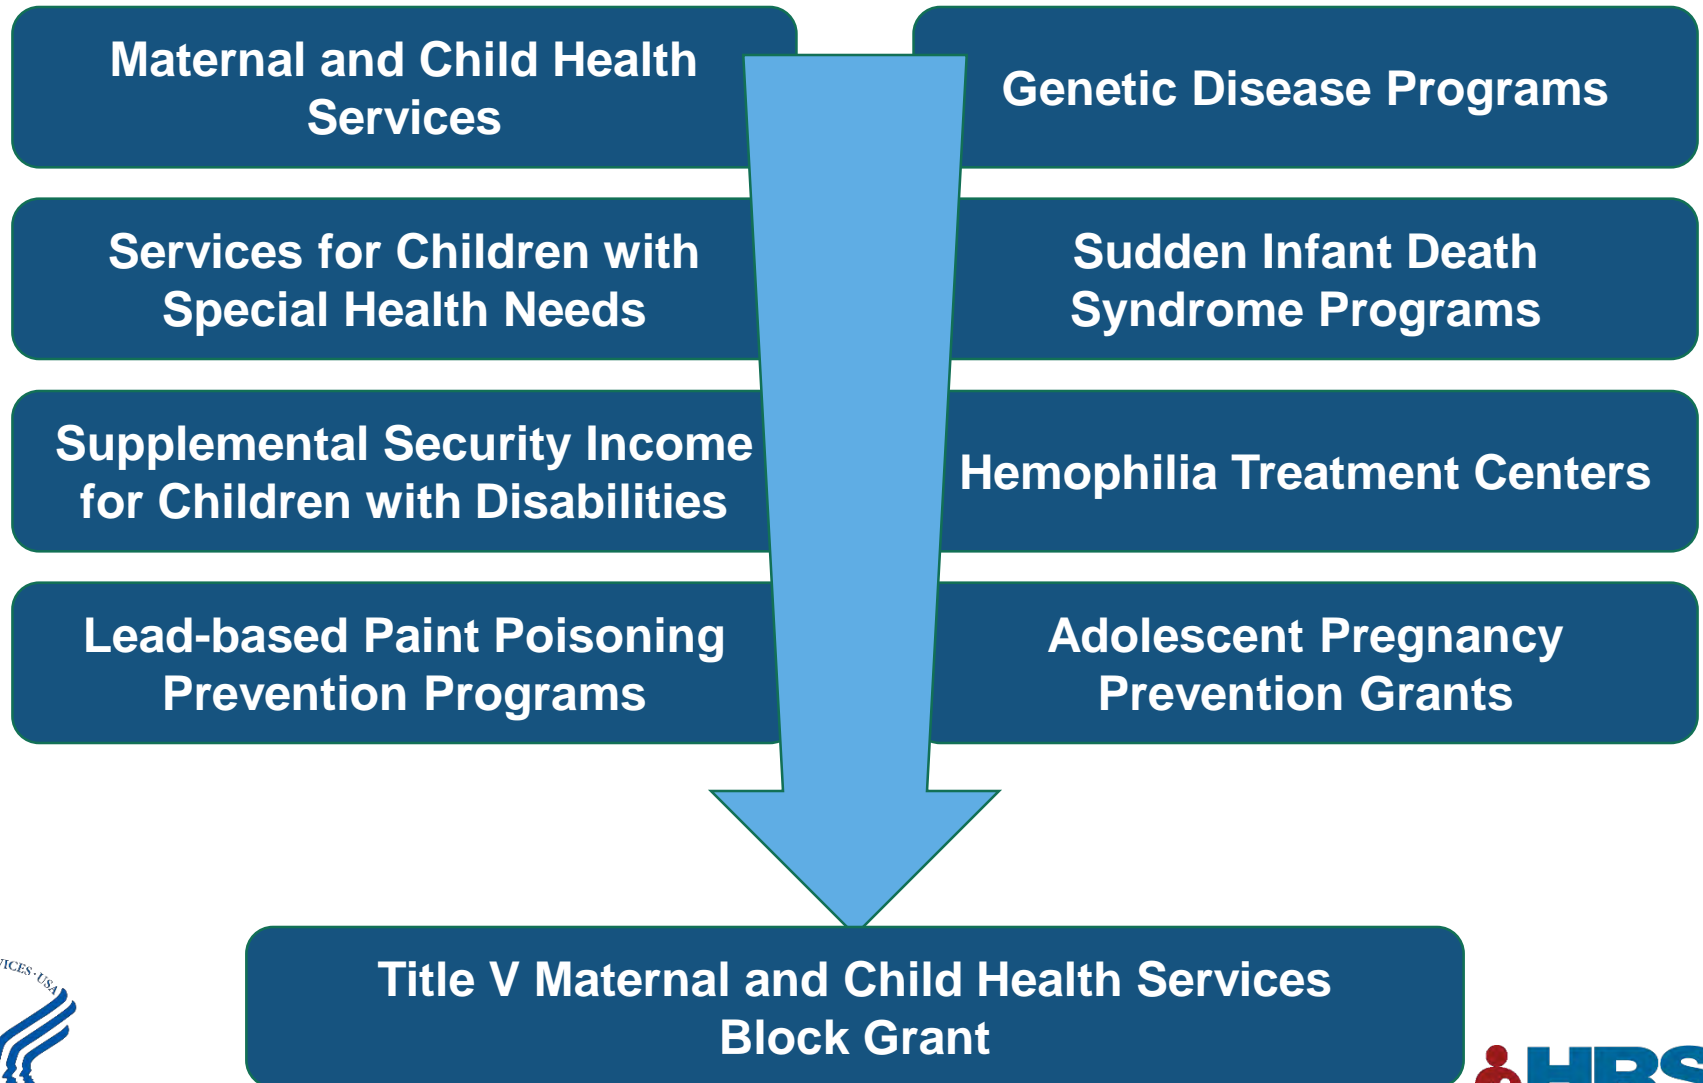 Maternal and Child Health
Services
Genetic Disease Programs
Services for Children with
Special Health Needs
Sudden Infant Death
Syndrome Programs
Supplemental Security Income
for Children with Disabilities
Hemophilia Treatment Centers
Lead-based Paint Poisoning
Prevention Programs
Adolescent Pregnancy
Prevention Grants
Title V Maternal and Child Health Services
Block Grant
USA